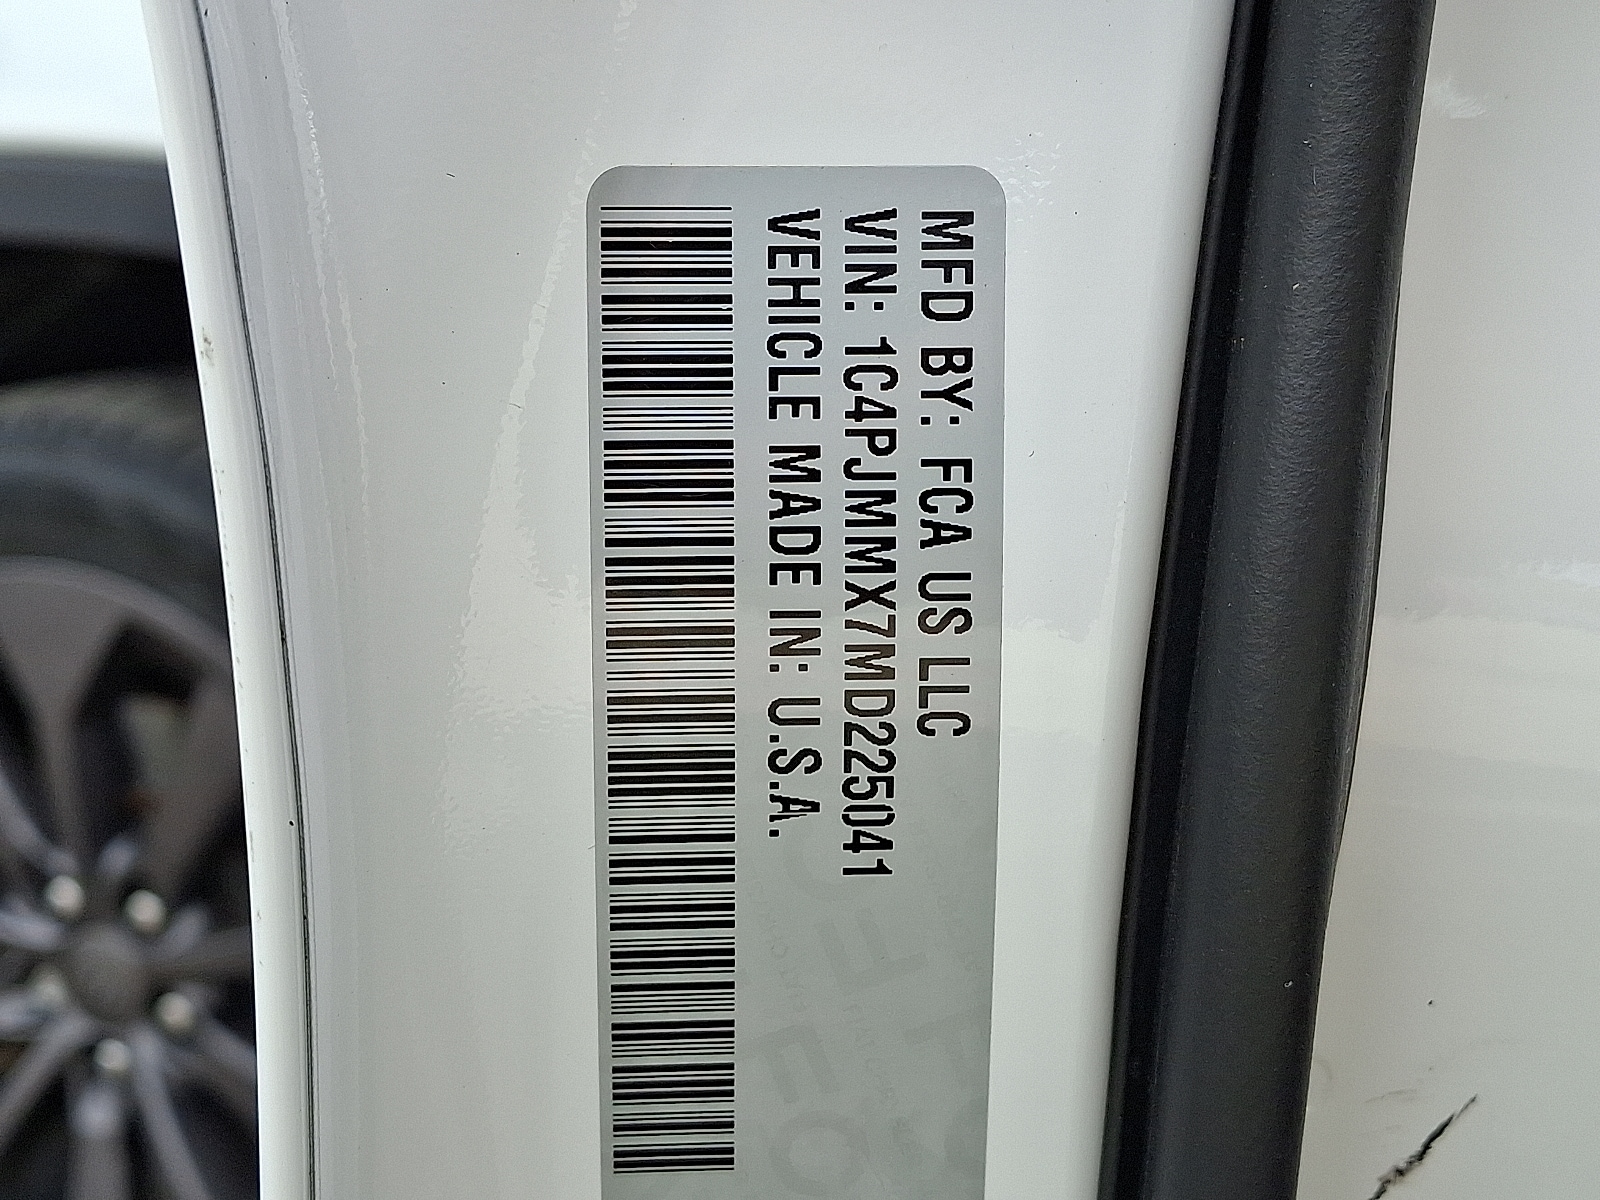 MFD BY: FCA US LLC
VIN: 1C4PJMMX7MD225041
VEHICLE MADE IN: U.S.A.